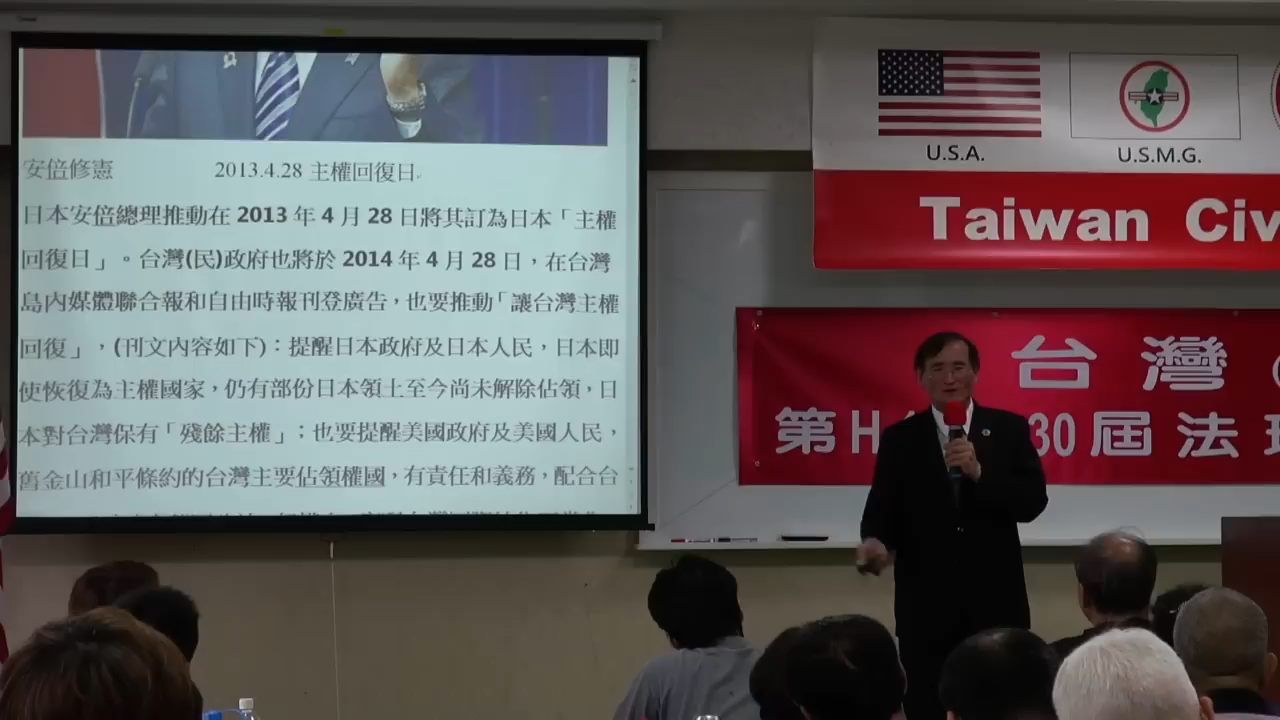 安倍修憲 2013.4.28 主權回復日
日本安倍總理推動在 2013 年 4 月 28 日將其訂為日本「主權
回復日」。台灣(民)政府也將於 2014 年 4 月 28 日，在台灣
島內媒體聯合報和自由時報刊登廣告，也要推動「讓台灣主權
回復」，(刊文內容如下)：提醒日本政府及日本人民，日本即
使恢復為主權國家，仍有部份日本領土至今尚未解除佔領，日
本對台灣保有「殘餘主權」；也要提醒美國政府及美國人民，
舊金山和平條約的台灣主要佔領權國，有責任和義務，配合台
U.S.A.
U.S.M.G.
Taiwan Civ
台灣
第H 30屆法